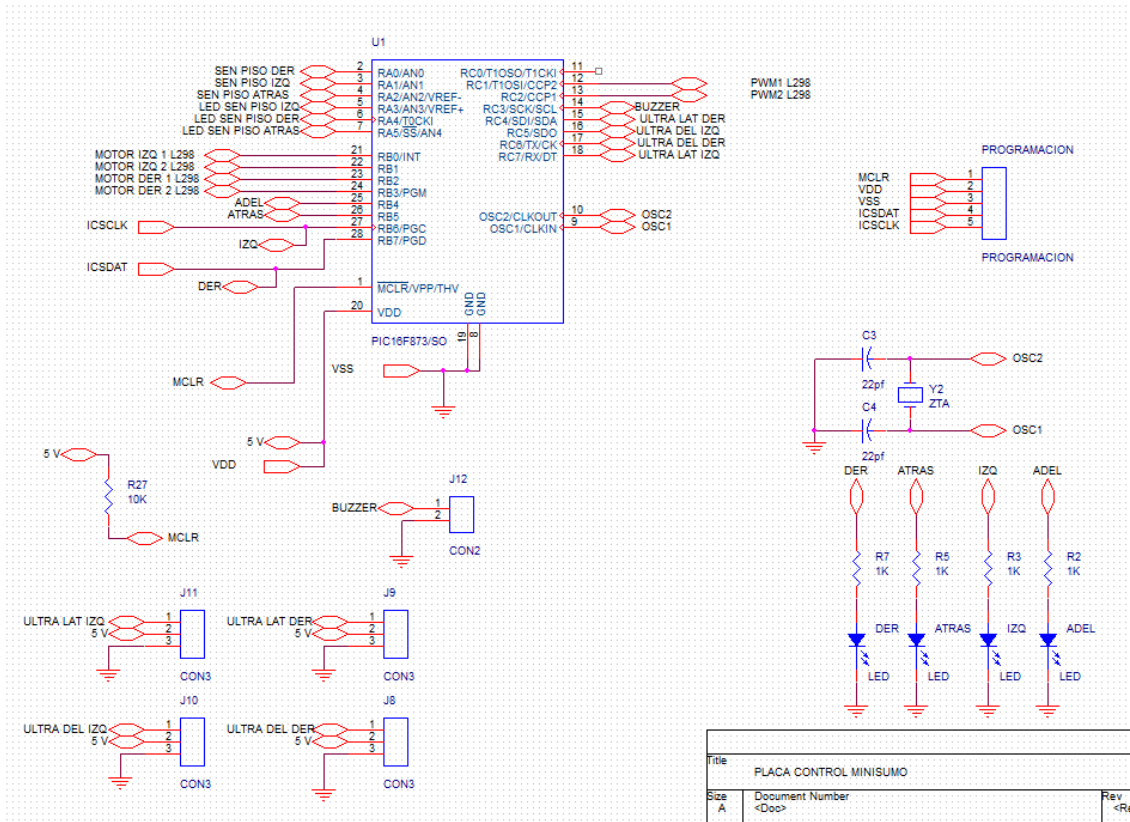 U1
SEN PISO DER 2 RA0/AN0
SEN PISO IZQ 3 RA1/AN1
SEN PISO ATRAS 4 RA2/AN2/VREF-
LED SEN PISO IZQ 5 RA3/AN3/VREF+
LED SEN PISO DER 6 RA4/T0CKI
LED SEN PISO ATRAS 7 RA5/SS/AN4
MOTOR IZQ 1 L298 21 RB0/INT
MOTOR IZQ 2 L298 22 RB1
MOTOR DER 1 L298 23 RB2
MOTOR DER 2 L298 24 RB3/PGM
ADEL 25 RB4
ATRAS 26 RB5
ICSCLK 27 RB6/PGC
IZQ 28 RB7/PGD
ICSDAT
DER
1 MCLR/VPP/THV
20 VDD
RC0/T1OSO/T1CKI 11
RC1/T1OSI/CCP2 12 PWM1 L298
RC2/CCP1 13 PWM2 L298
RC3/SCK/SCL 14 BUZZER
RC4/SDI/SDA 15 ULTRA LAT DER
RC5/SDO 16 ULTRA DEL IZQ
RC6/TX/CK 17 ULTRA DEL DER
RC7/RX/DT 18 ULTRA LAT IZQ
OSC2/CLKOUT 10 OSC2
OSC1/CLKIN 9 OSC1
GND GND
19 8
PIC16F873/SO
VSS
MCLR
5 V
VDD
PROGRAMACION
MCLR 1
VDD 2
VSS 3
ICSDAT 4
ICSCLK 5
PROGRAMACION
C3
22pf
OSC2
Y2
ZTA
C4
22pf
OSC1
5 V
R27
10K
MCLR
J12
BUZZER 1
2
CON2
DER ATRAS IZQ ADEL
R7 R5 R3 R2
1K 1K 1K 1K
DER ATRAS IZQ ADEL
LED LED LED LED
J11
ULTRA LAT IZQ 1
5 V 2
3
CON3
J9
ULTRA LAT DER 1
5 V 2
3
CON3
J10
ULTRA DEL IZQ 1
5 V 2
3
CON3
J8
ULTRA DEL DER 1
5 V 2
3
CON3
Title
PLACA CONTROL MINISUMO
Size Document Number Rev
A <Doc> <Re